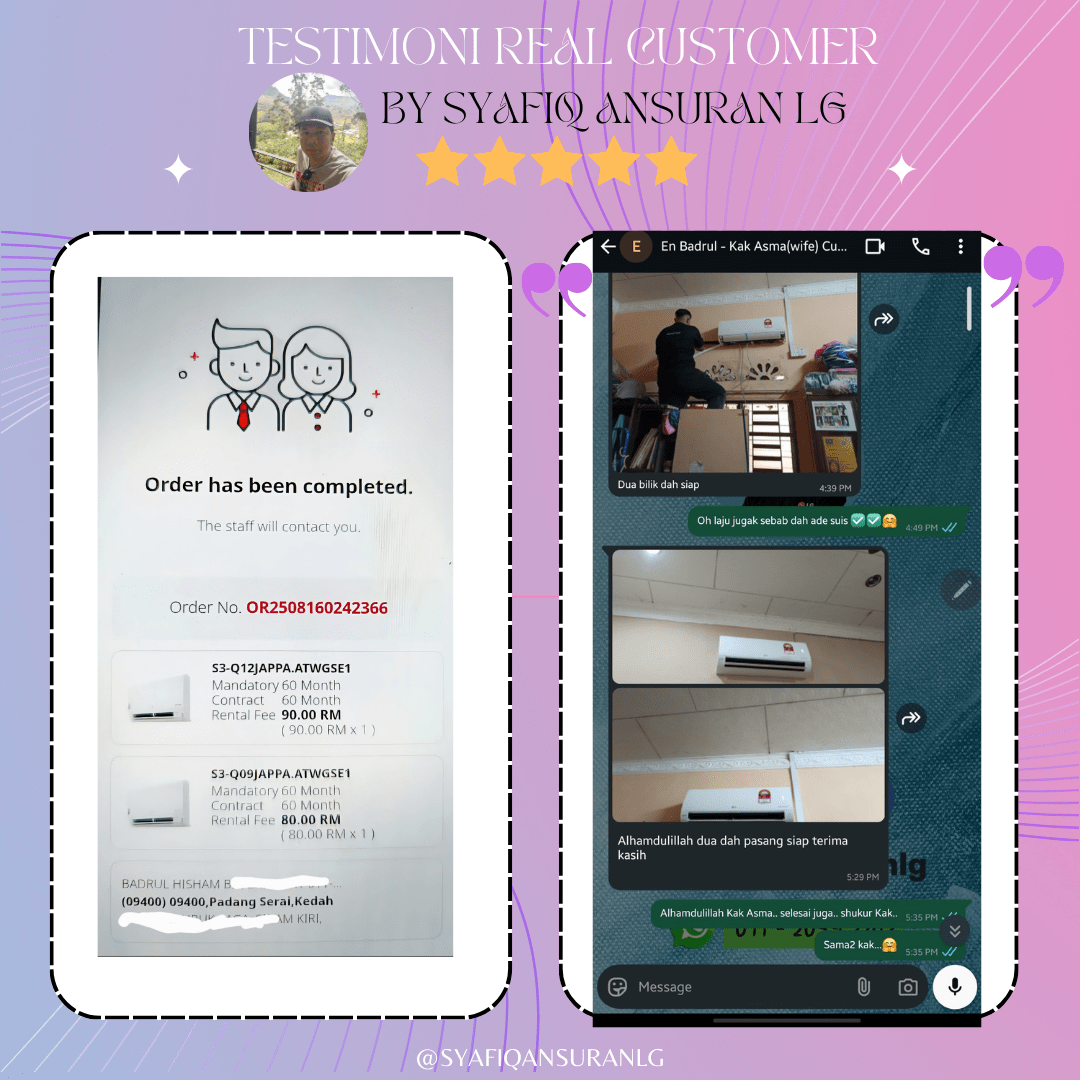 TESTIMONI REAL CUSTOMER
BY SYAFIQ ANSURAN LG
Order has been completed.
The staff will contact you.
Order No. OR2508160242366
S3-Q12JAPPA.ATWGSE1
Mandatory 60 Month
Contract 60 Month
Rental Fee 90.00 RM
( 90.00 RM x 1 )
S3-Q09JAPPA.ATWGSE1
Mandatory 60 Month
Contract 60 Month
Rental Fee 80.00 RM
( 80.00 RM x 1 )
BADRUL HISHAM B
(09400) 09400,Padang Serai,Kedah
KIRI,
E
En Badrul - Kak Asma(wife) Cu...
Dua bilik dah siap
4:39 PM
Oh laju jugak sebab dah ade suis ✅✅🤗
4:49 PM
Alhamdulillah dua dah pasang siap terima
kasih
5:29 PM
Alhamdulillah Kak Asma.. selesai juga.. shukur Kak..
5:35 PM
Sama2 kak...🤗
5:35 PM
Message
@SYAFIQANSURANLG